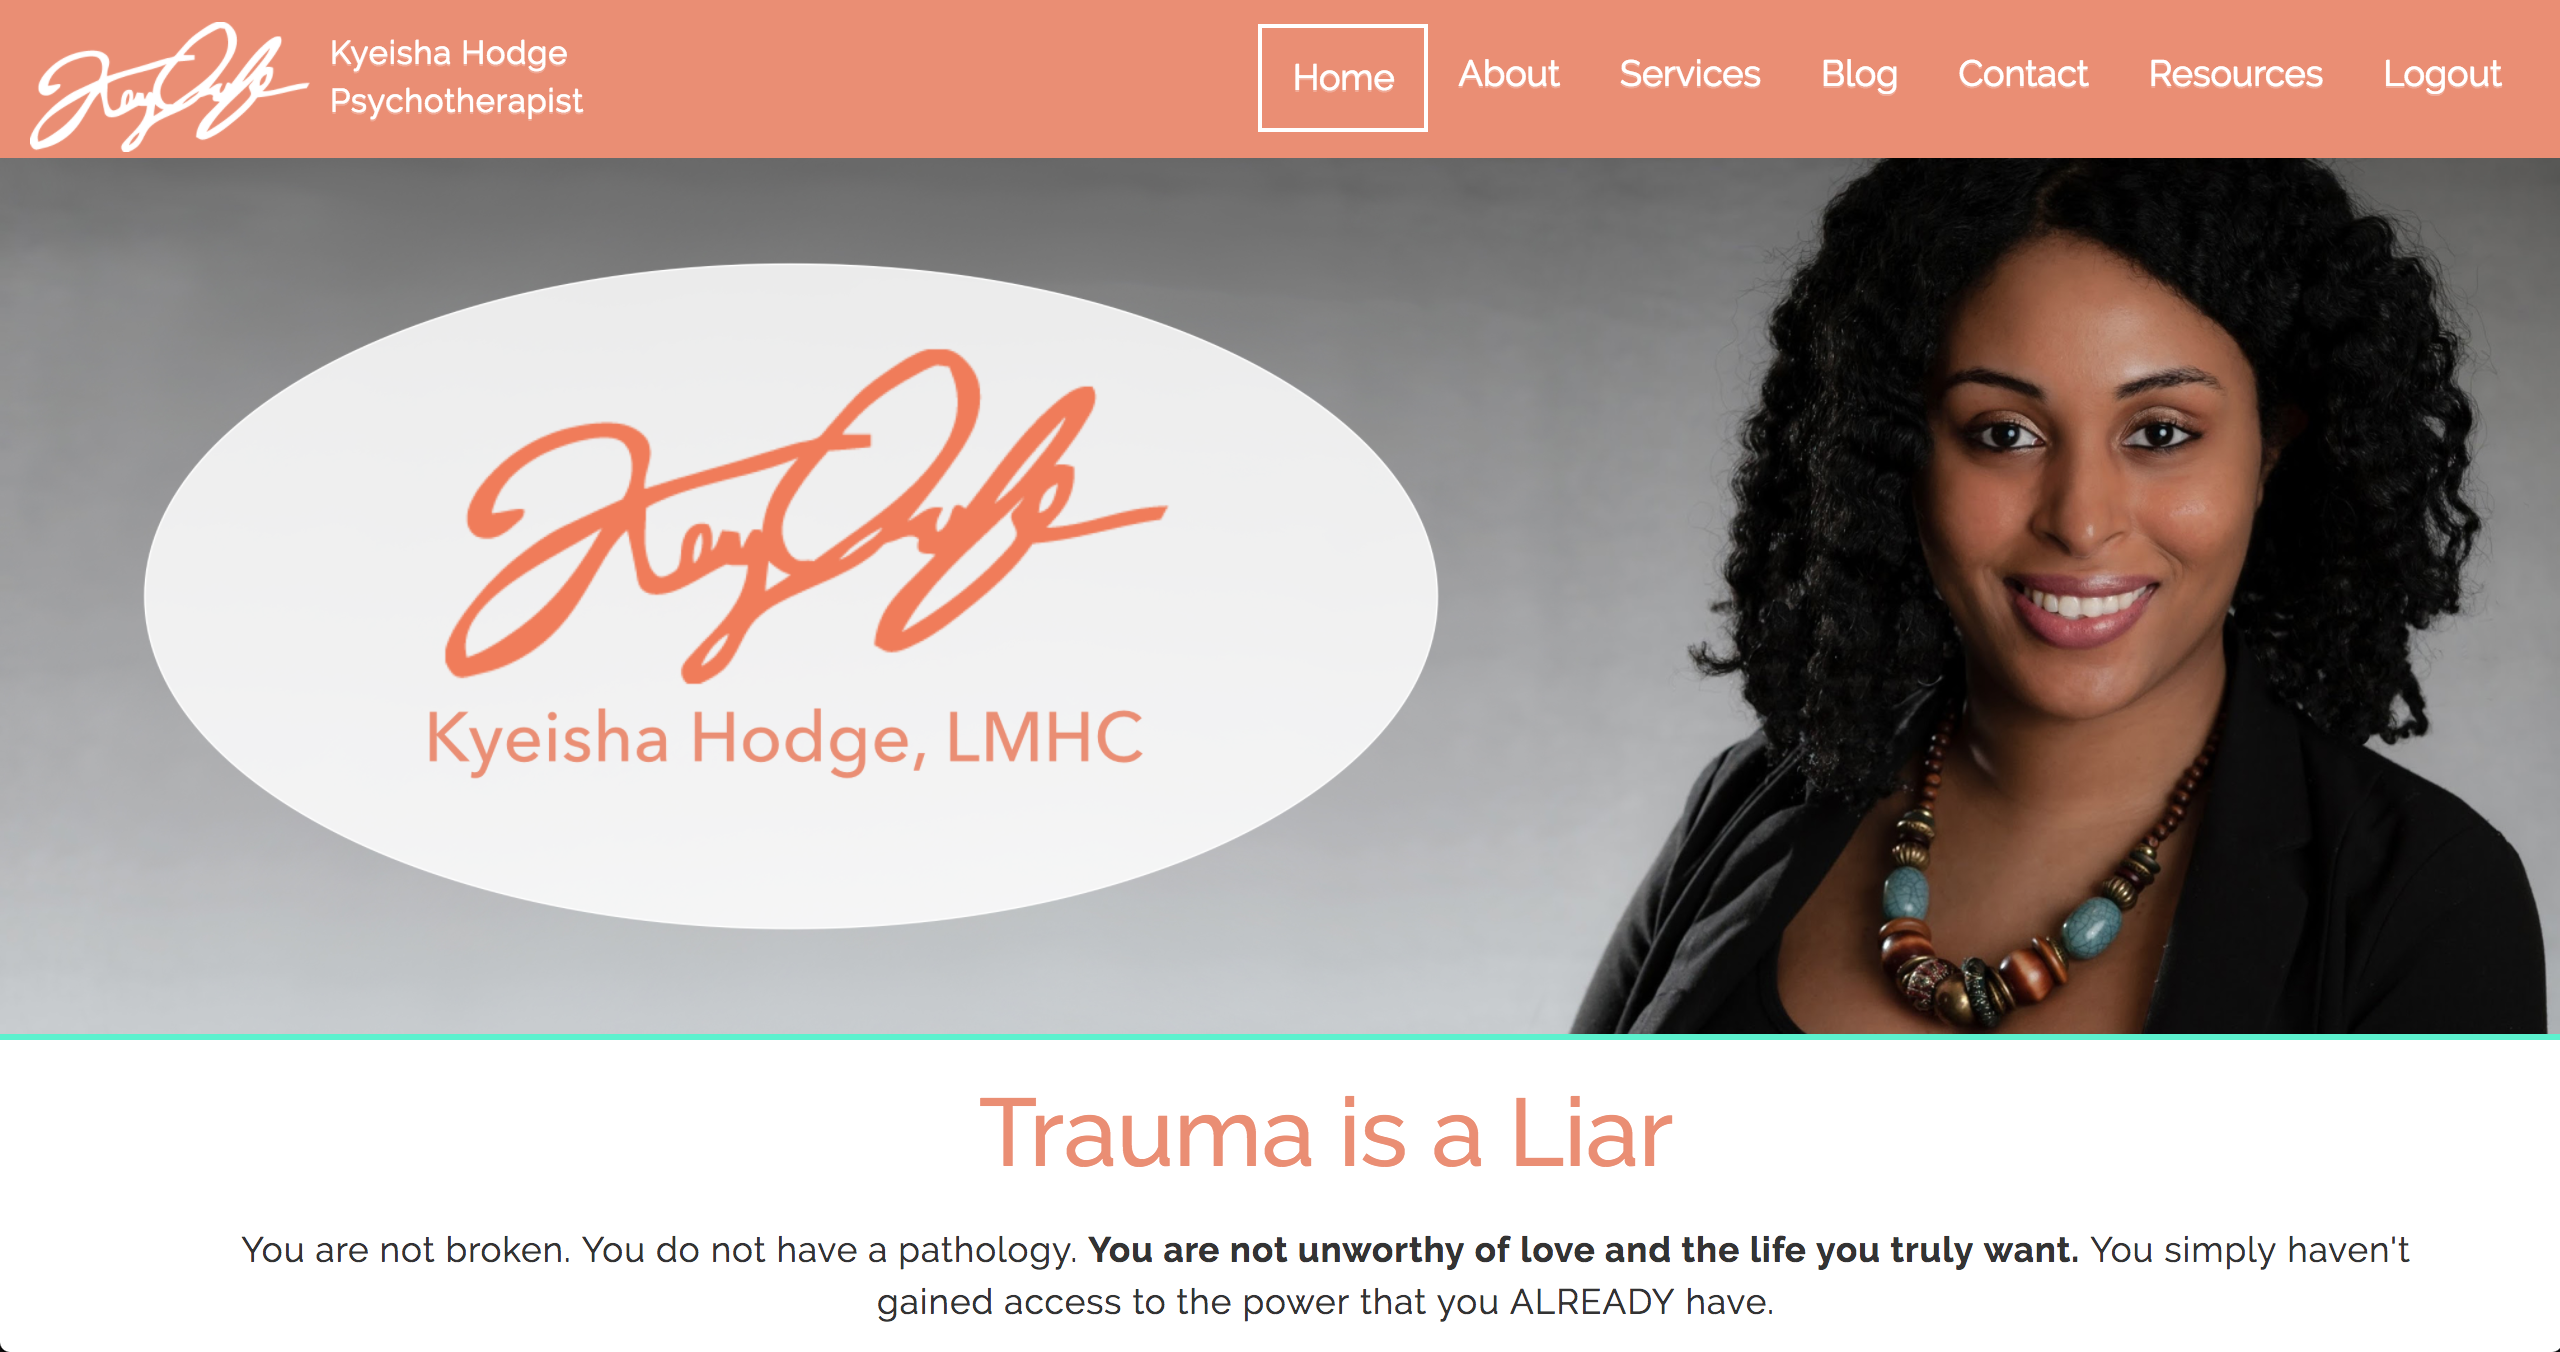 Kyeisha Hodge
Psychotherapist
Home About Services Blog Contact Resources Logout
Kyeisha Hodge, LMHC
Trauma is a Liar
You are not broken. You do not have a pathology. You are not unworthy of love and the life you truly want. You simply haven't
gained access to the power that you ALREADY have.